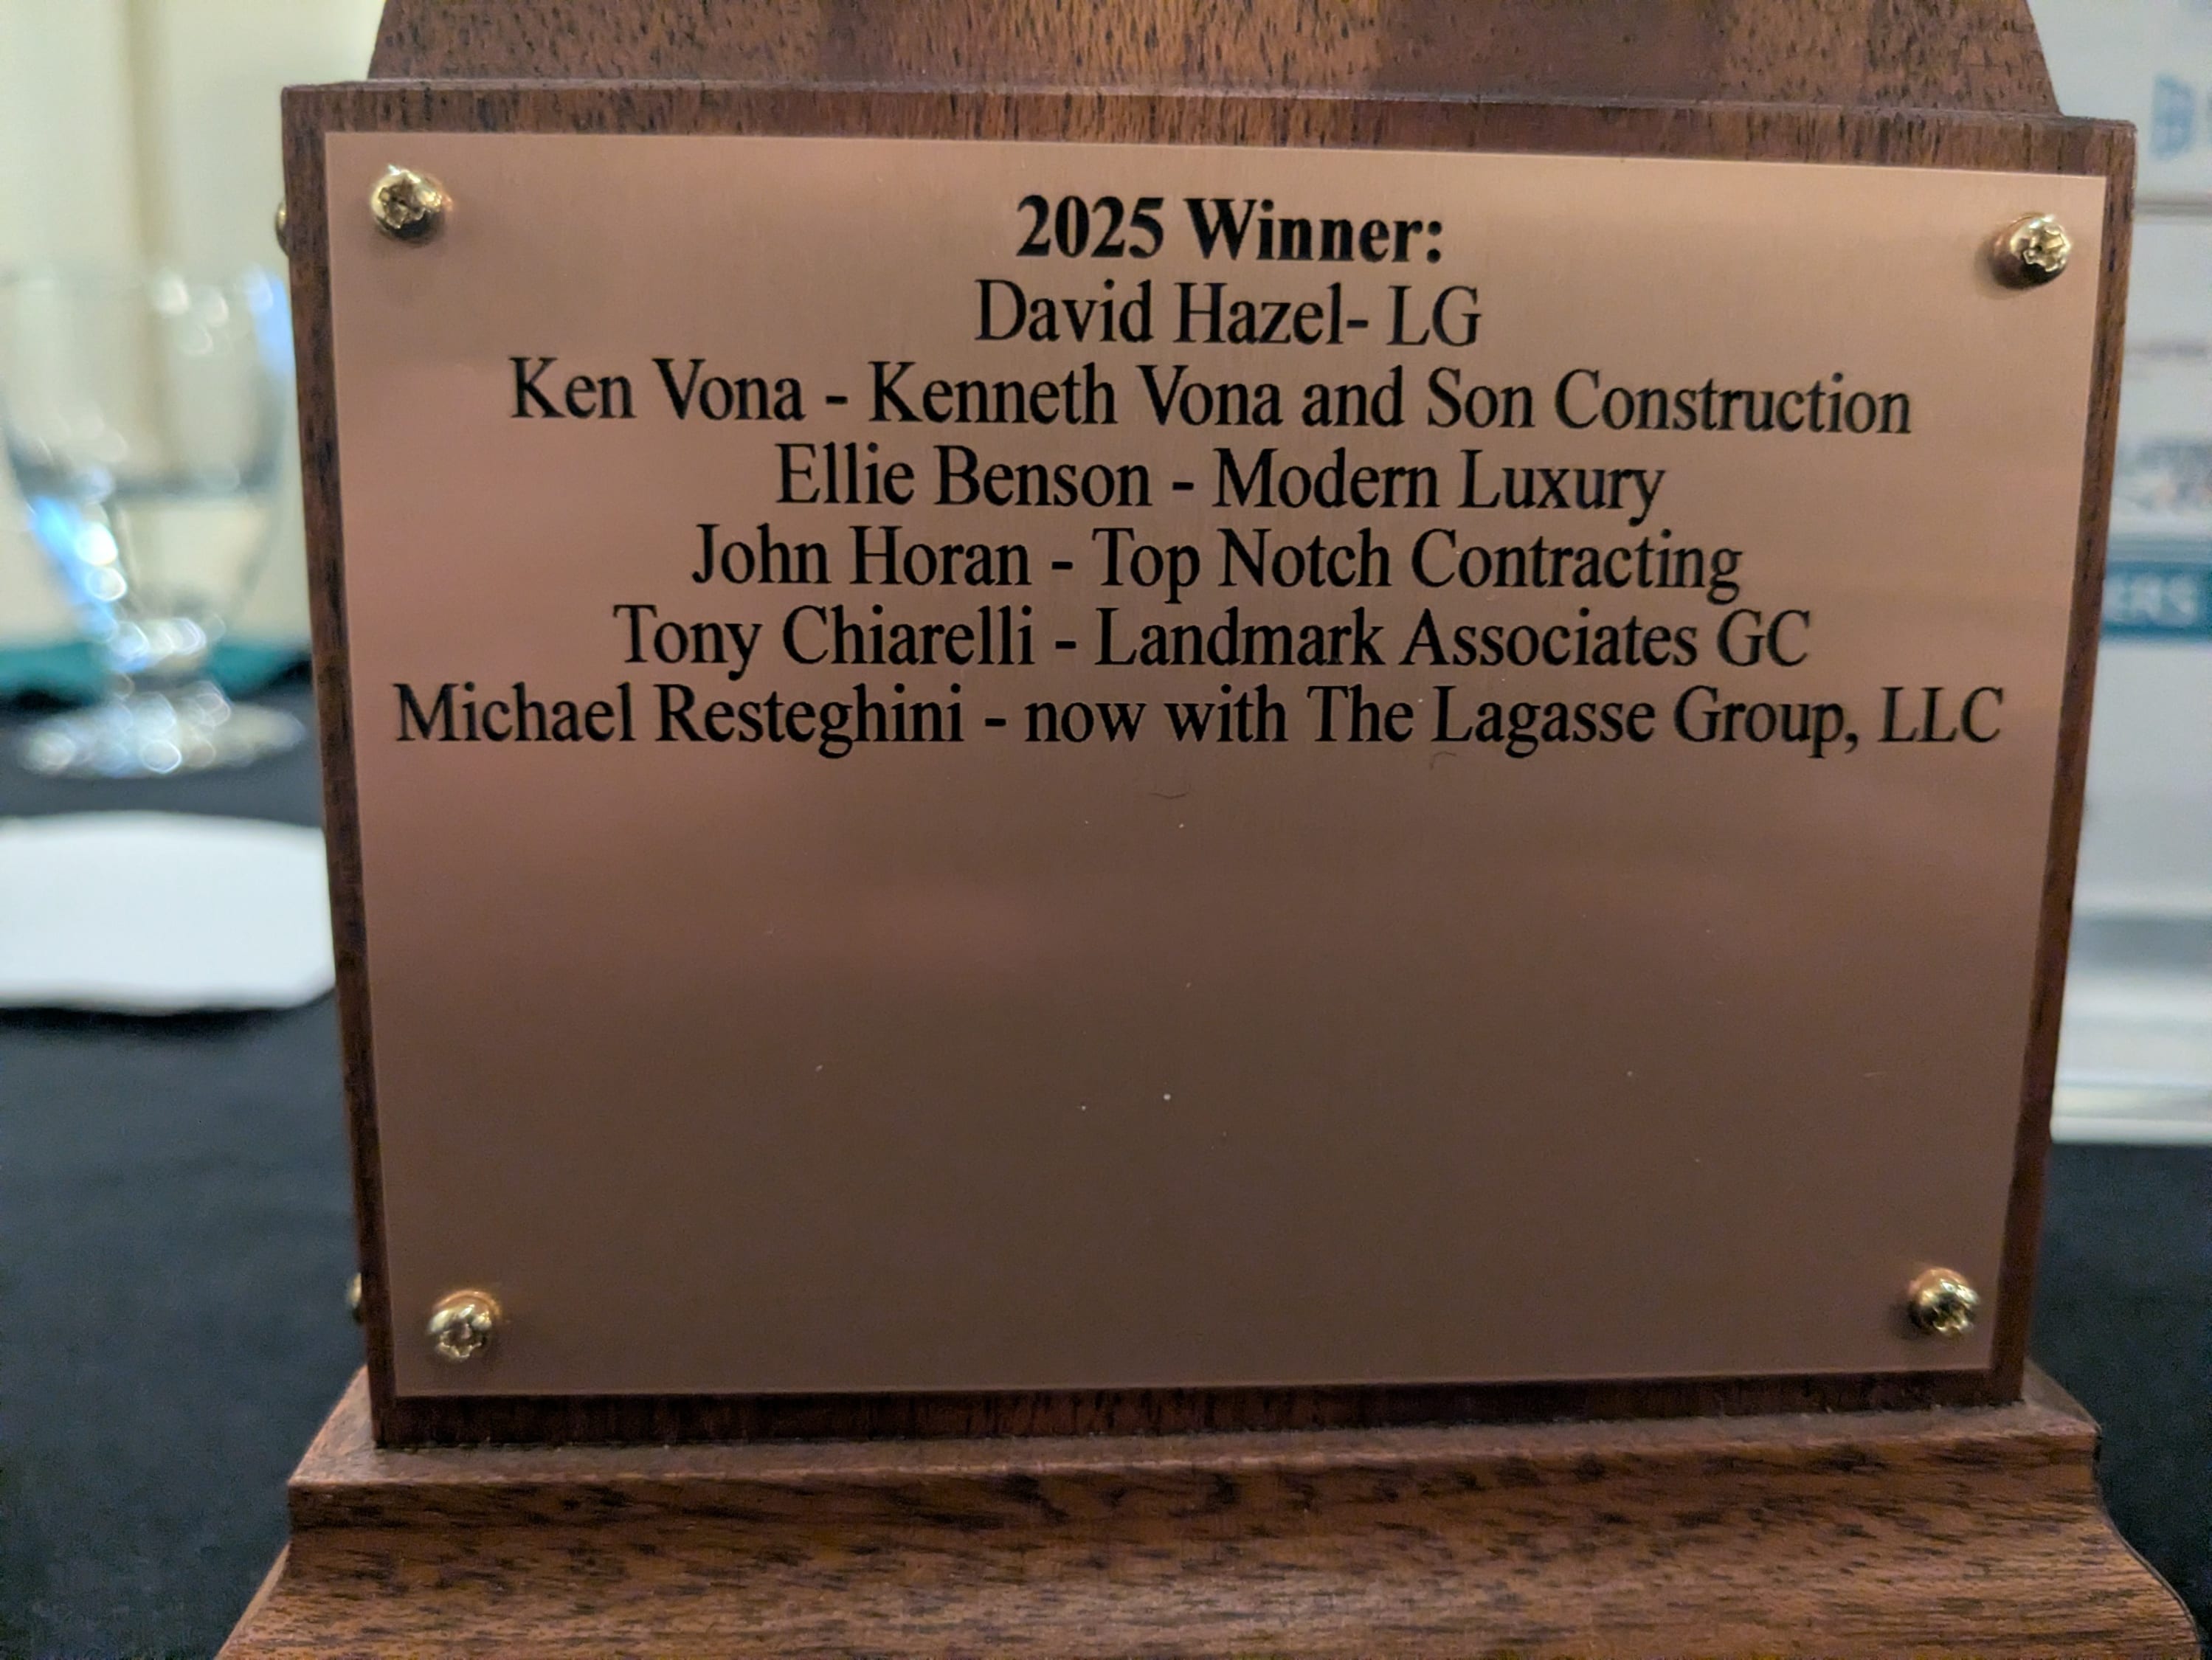 2025 Winner:
David Hazel- LG
Ken Vona - Kenneth Vona and Son Construction
Ellie Benson - Modern Luxury
John Horan - Top Notch Contracting
Tony Chiarelli - Landmark Associates GC
Michael Resteghini - now with The Lagasse Group, LLC